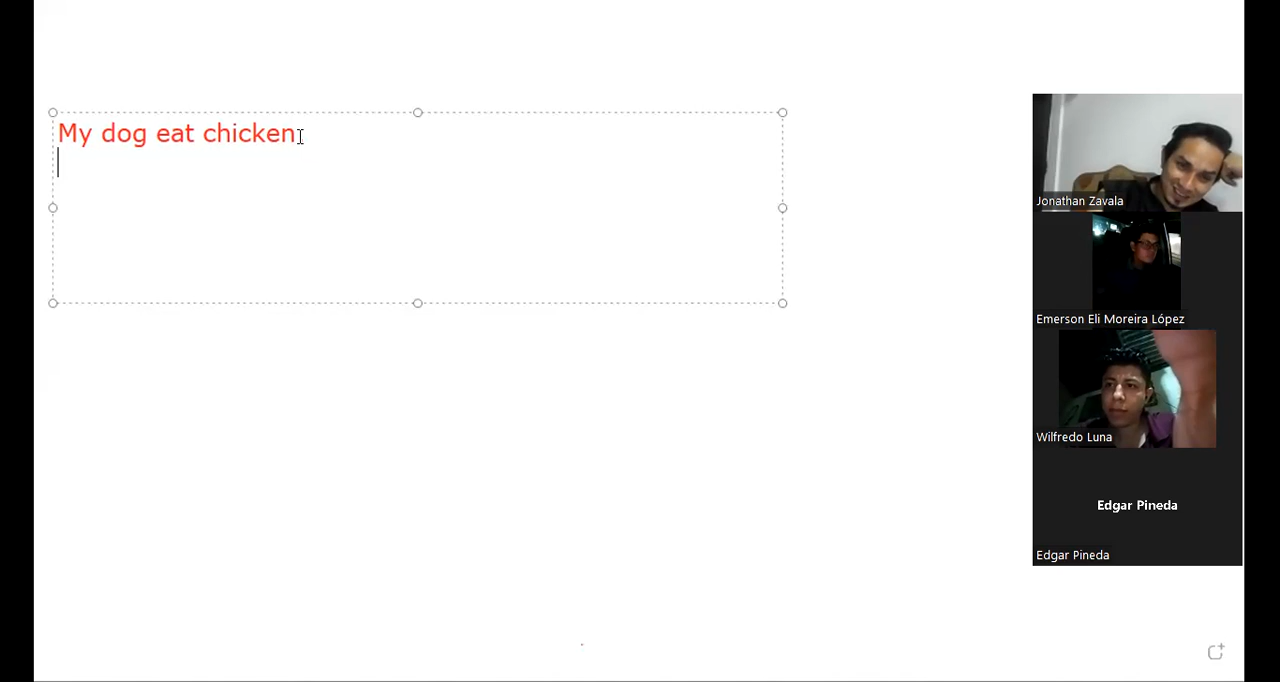 My dog eat chicken
Jonathan Zavala
Emerson Eli Moreira López
Wilfredo Luna
Edgar Pineda
Edgar Pineda